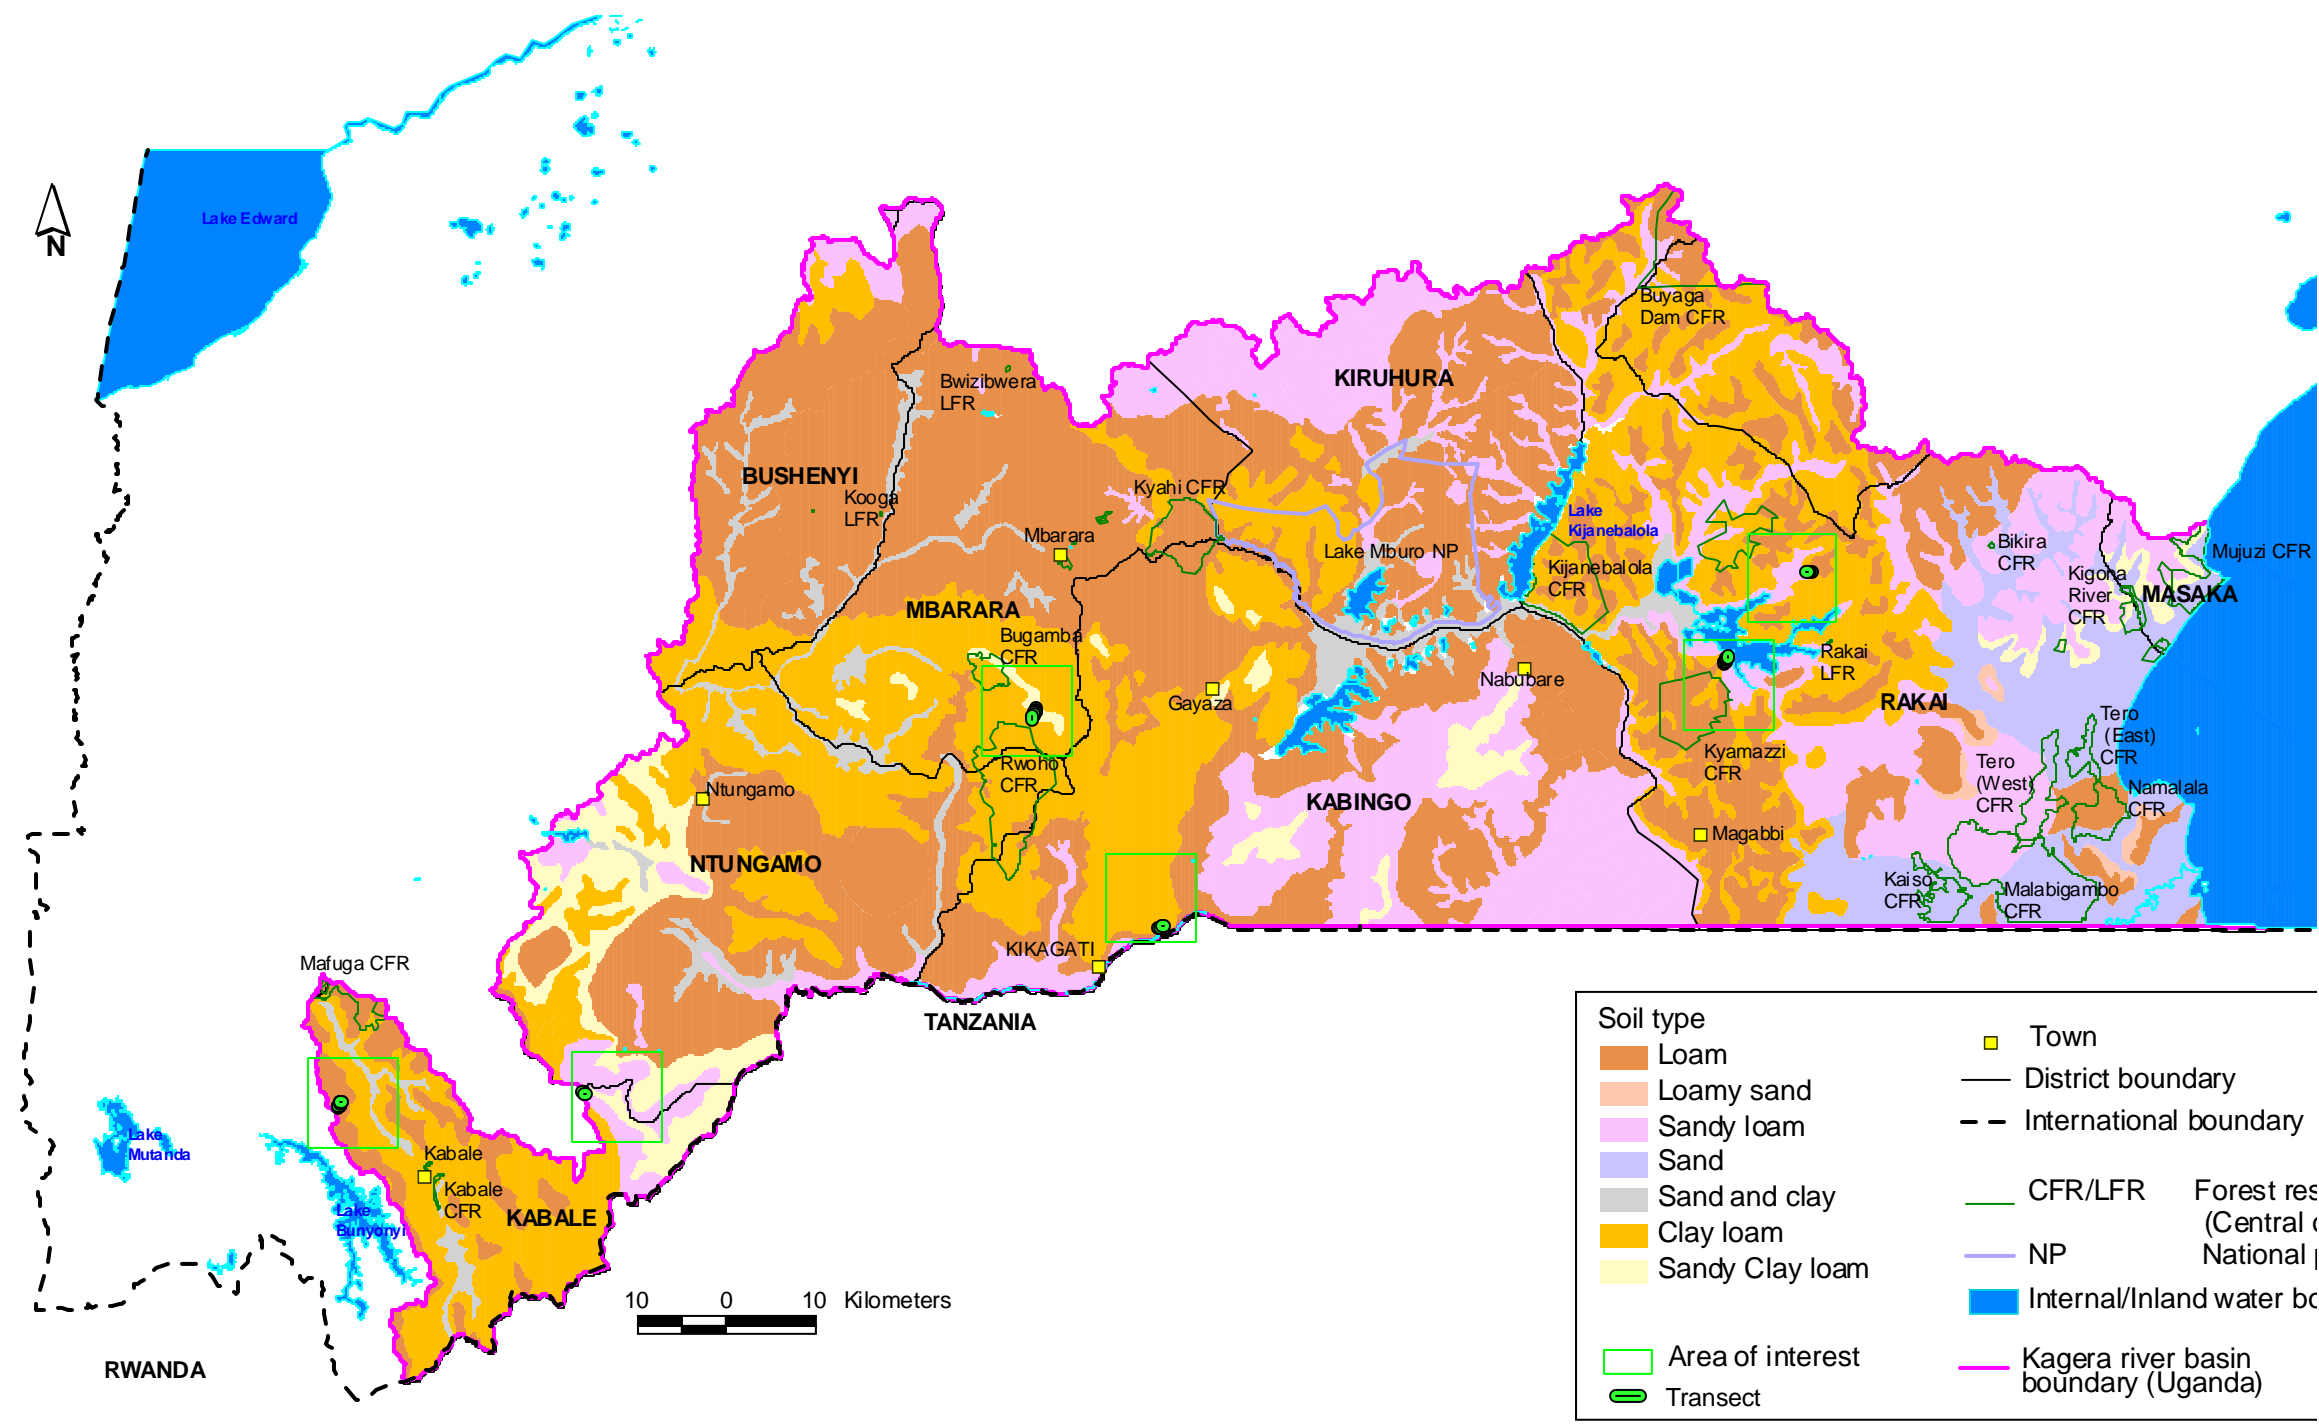 Lake Edward
N
Buyaga
Dam CFR
KIRUHURA
Bwizibwera
LFR
BUSHENYI
Kooga
LFR
Kyahi CFR
Mbarara
Lake
Kijanebalola
Lake Mburo NP
Kijanebalola
CFR
Bikira
CFR
Mujuzi CFR
Kigona
River
CFR
MASAKA
MBARARA
Bugamba
CFR
Rakai
LFR
Nabubare
Gayaza
RAKAI
Tero
(East)
CFR
Kyamazzi
CFR
Rwoho
CFR
Tero
(West)
CFR
Namalala
CFR
Ntungamo
KABINGO
Magabbi
NTUNGAMO
Kaiso
CFR
Malabigambo
CFR
KIKAGATI
Mafuga CFR
TANZANIA
Lake
Mutanda
Kabale
Kabale
CFR
Lake
Bunyonyi
KABALE
10 0 10 Kilometers
RWANDA
Soil type
Loam
Loamy sand
Sandy loam
Sand
Sand and clay
Clay loam
Sandy Clay loam
Area of interest
Transect
Town
District boundary
International boundary
CFR/LFR Forest res
(Central o
NP National p
Internal/Inland water bo
Kagera river basin
boundary (Uganda)